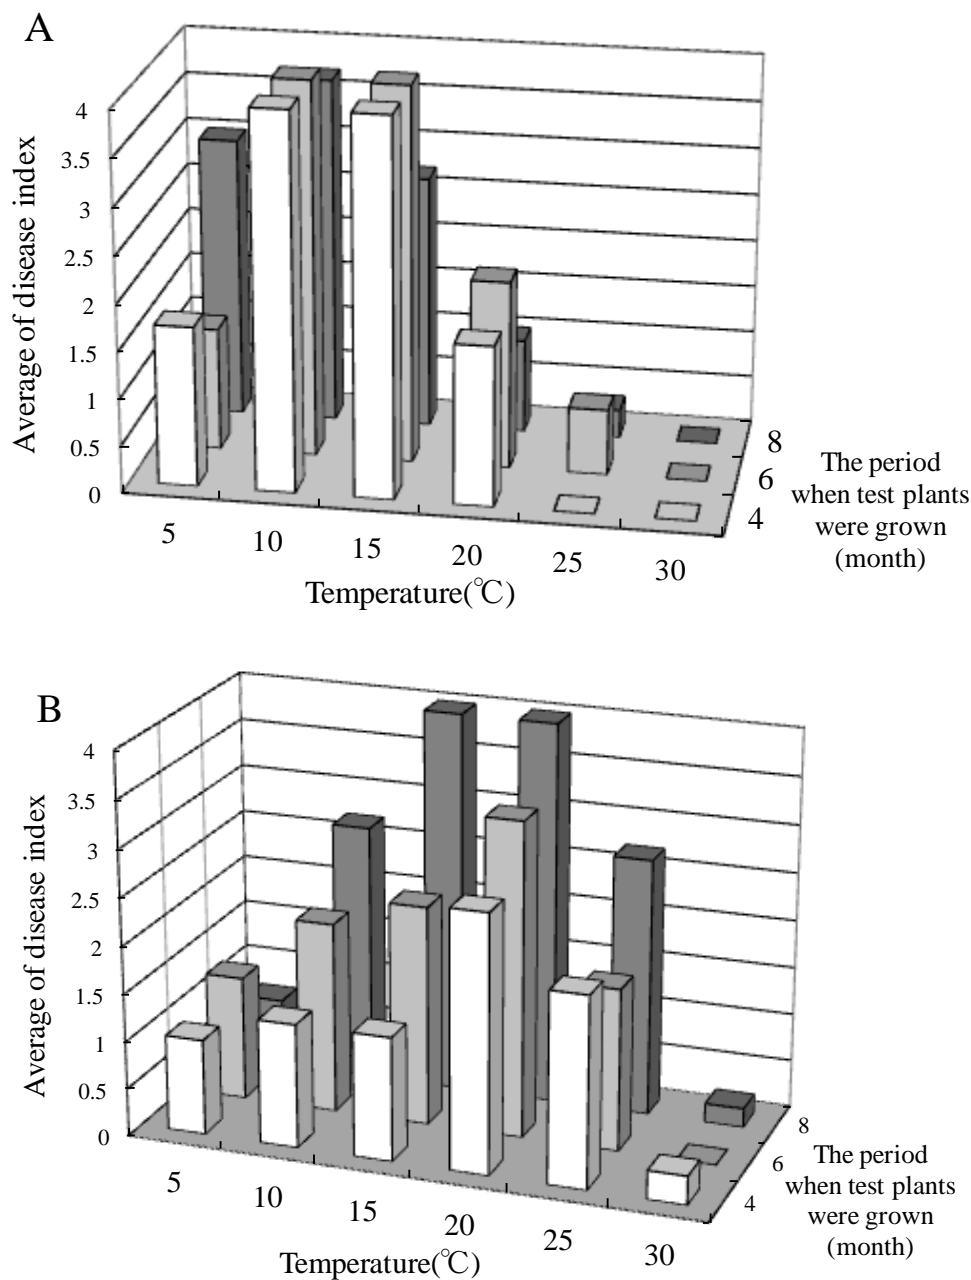 A
4
3.5
3
2.5
2
1.5
1
0.5
0
Average of disease index
5
10
15
20
25
30
Temperature(℃)
8
6
4
The period
when test plants
were grown
(month)
B
4
3.5
3
2.5
2
1.5
1
0.5
0
Average of disease index
5
10
15
20
25
30
Temperature(℃)
8
6
4
The period
when test plants
were grown
(month)